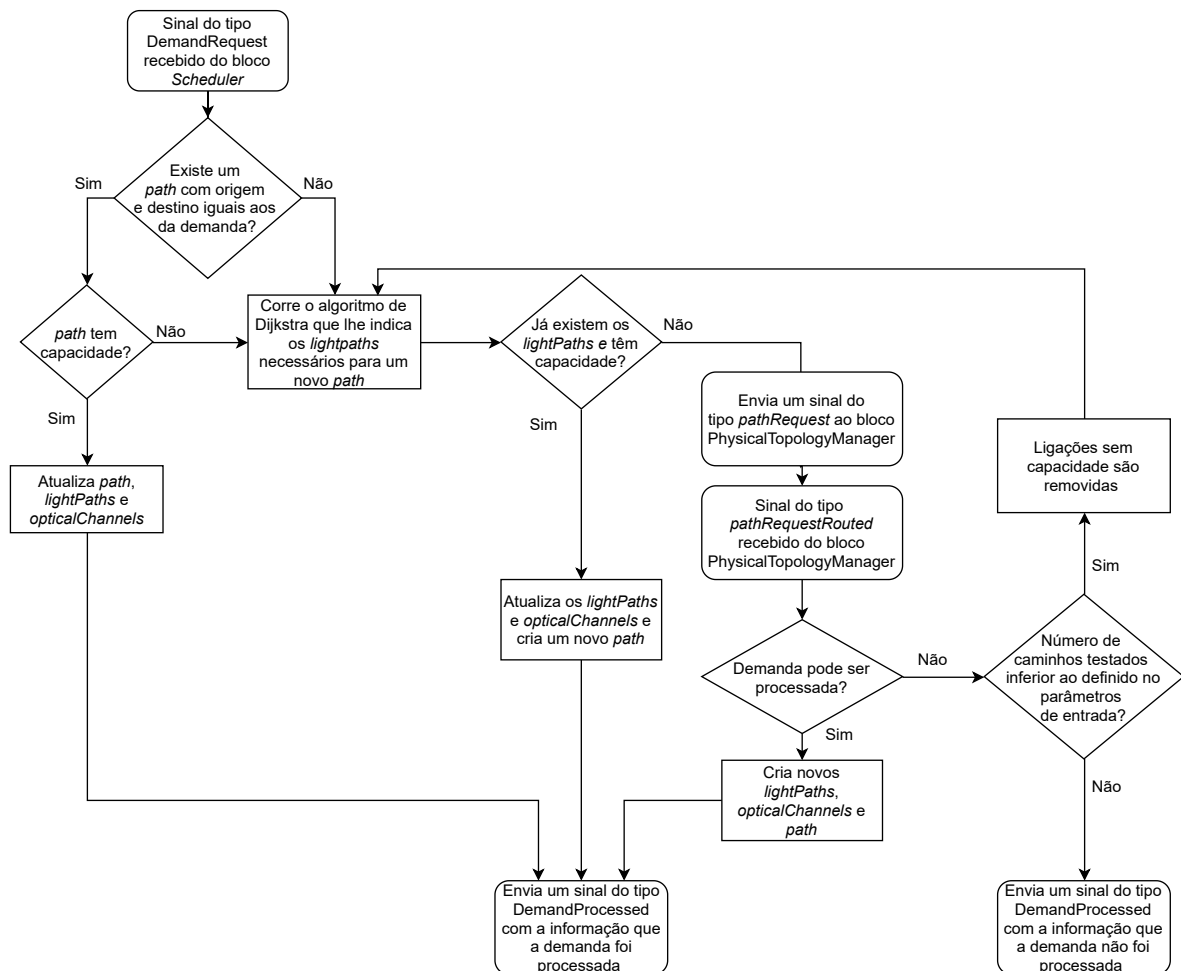 Sinal do tipo
DemandRequest
recebido do bloco
Scheduler
Existe um
path com origem
e destino iguais aos
da demanda?
Sim
Não
path tem
capacidade?
Não
Sim
Corre o algoritmo de
Dijkstra que lhe indica
os lightpaths
necessários para um
novo path
Já existem os
lightPaths e têm
capacidade?
Não
Sim
Atualiza path,
lightPaths e
opticalChannels
Envia um sinal do
tipo pathRequest ao bloco
PhysicalTopologyManager
Ligações sem
capacidade são
removidas
Sinal do tipo
pathRequestRouted
recebido do bloco
PhysicalTopologyManager
Sim
Atualiza os lightPaths
e opticalChannels e
cria um novo path
Demanda pode ser
processada?
Não
Sim
Número de
caminhos testados
inferior ao definido no
parâmetros
de entrada?
Não
Cria novos
lightPaths,
opticalChannels e
path
Envia um sinal do tipo
DemandProcessed
com a informação que
a demanda foi
processada
Envia um sinal do tipo
DemandProcessed
com a informação que
a demanda não foi
processada